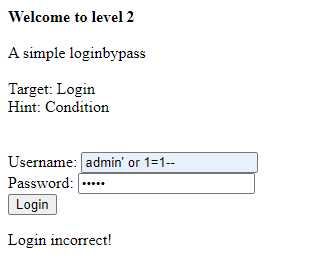 Welcome to level 2
A simple loginbypass
Target: Login
Hint: Condition
Username: admin' or 1=1--
Password: •••••
Login
Login incorrect!